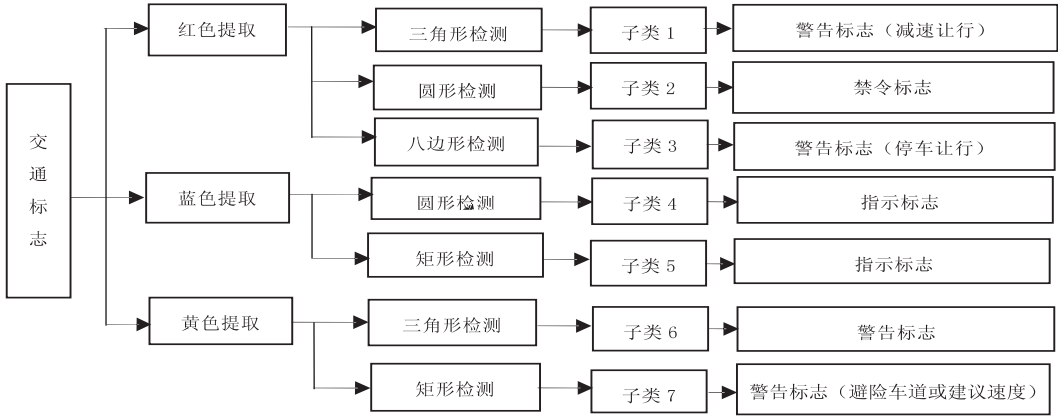 交通标志
红色提取
三角形检测
子类1
警告标志（减速让行）
圆形检测
子类2
禁令标志
八边形检测
子类3
警告标志（停车让行）
蓝色提取
圆形检测
子类4
指示标志
矩形检测
子类5
指示标志
黄色提取
三角形检测
子类6
警告标志
矩形检测
子类7
警告标志（避险车道或建议速度）